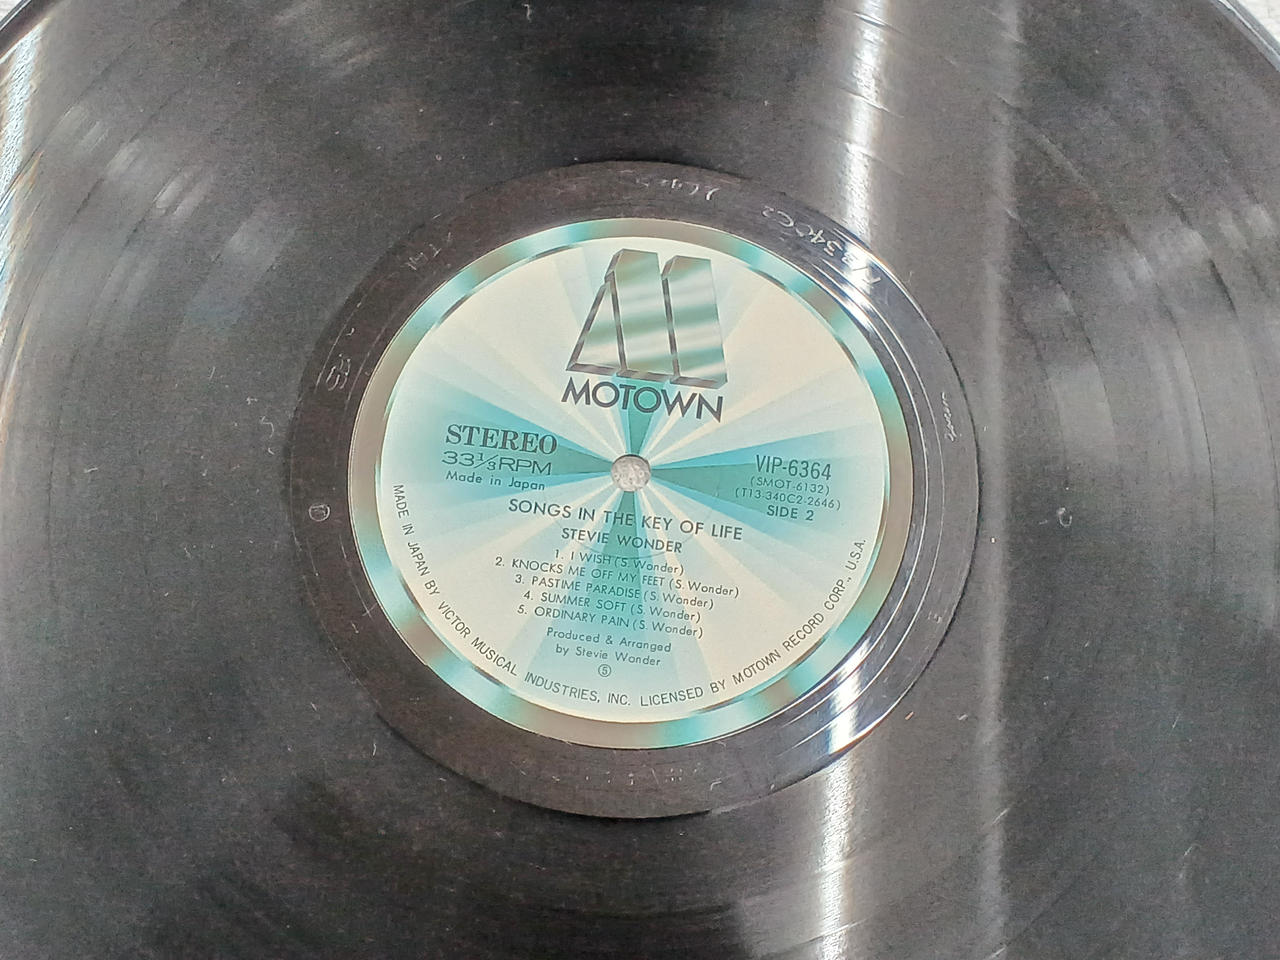 MOTOWN
STEREO
33⅓RPM
Made in Japan
VIP-6364
(SMOT-6132)
(T13-340C2-2646)
SIDE 2
SONGS IN THE KEY OF LIFE
STEVIE WONDER
1. I WISH (S. Wonder)
2. KNOCKS ME OFF MY FEET (S. Wonder)
3. PASTIME PARADISE (S. Wonder)
4. SUMMER SOFT (S. Wonder)
5. ORDINARY PAIN (S. Wonder)
Produced & Arranged
by Stevie Wonder
⑤
MADE IN JAPAN BY VICTOR MUSICAL INDUSTRIES, INC. LICENSED BY MOTOWN RECORD CORP., U.S.A.